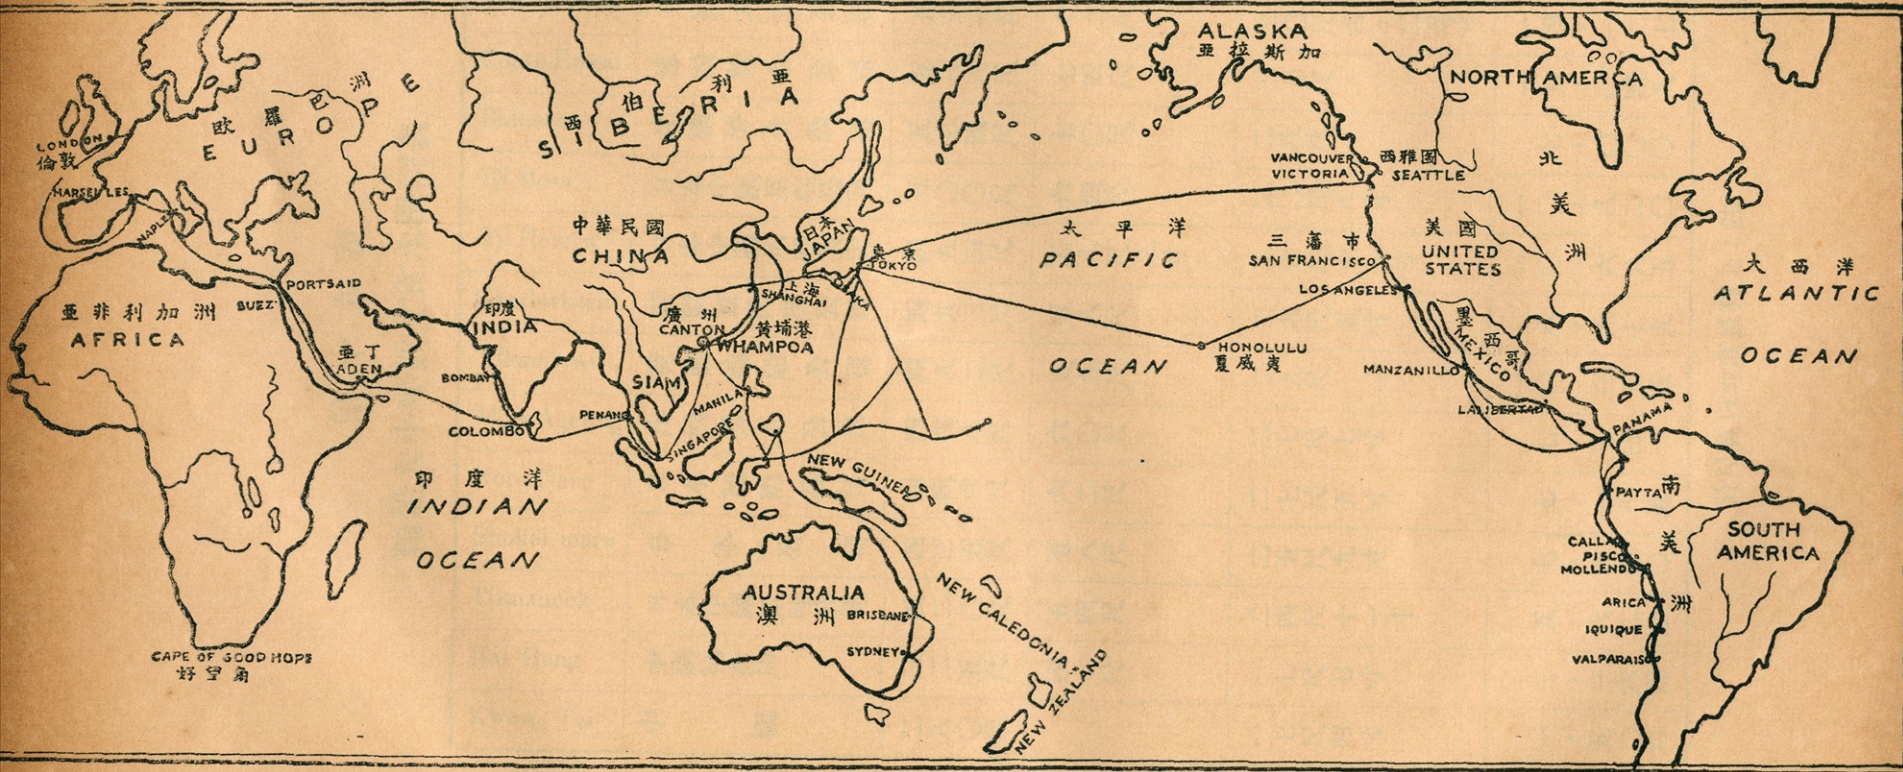 ALASKA
亞拉斯加
NORTH AMERCA
北美洲
歐羅巴洲
EUROPE
西伯利亞
SIBERIA
LONDON
倫敦
MARSEILLES
NAPLE
VANCOUVER
VICTORIA
西雅圖
SEATTLE
中華民國
CHINA
日本
JAPAN
東京
TOKYO
OSAKA
太平洋
PACIFIC
OCEAN
三藩市
SAN FRANCISCO
美國
UNITED
STATES
LOS ANGELES
大西洋
ATLANTIC
OCEAN
PORTSAID
BUEZ
亞非利加洲
AFRICA
亞丁
ADEN
印度
INDIA
BOMBAY
COLOMBO
上海
SHANGHAI
廣州
CANTON
黃埔港
WHAMPOA
SIAM
PENANG
MANILA
SINGAPORE
HONOLULU
夏威夷
墨西哥
MEXICO
MANZANILLO
LALIBERTAD
PANAMA
印度洋
INDIAN
OCEAN
NEW GUINEA
AUSTRALIA
澳洲
BRISBANE
SYDNEY
NEW CALEDONIA
NEW ZEALAND
PAYTA
南美洲
SOUTH
AMERICA
CALLAO
PISCO
MOLLENDO
ARICA
IQUIQUE
VALPARAISO
CAPE OF GOOD HOPE
好望角